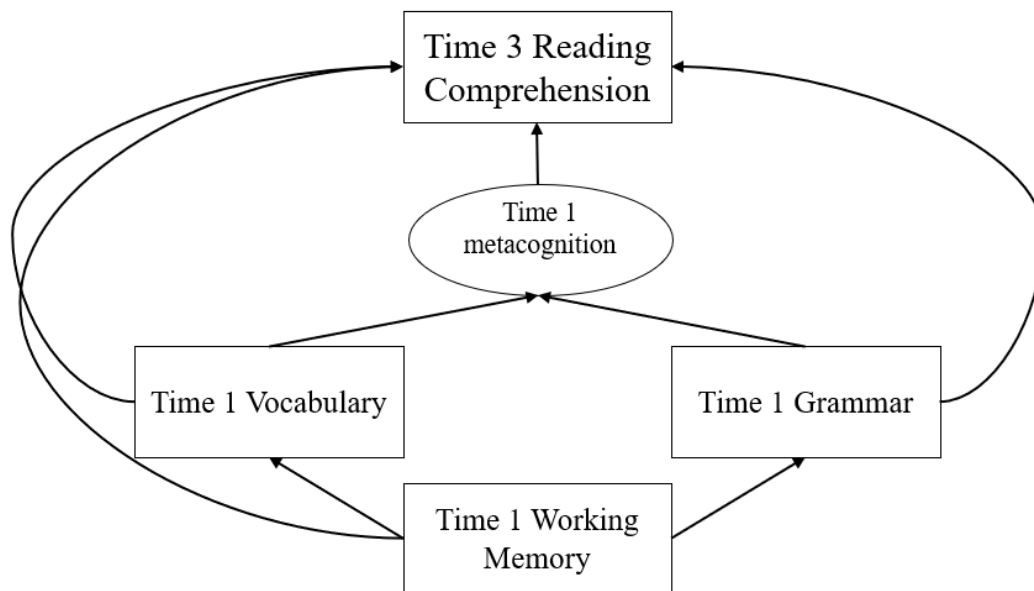 Time 3 Reading
Comprehension
Time 1
metacognition
Time 1 Vocabulary
Time 1 Grammar
Time 1 Working
Memory